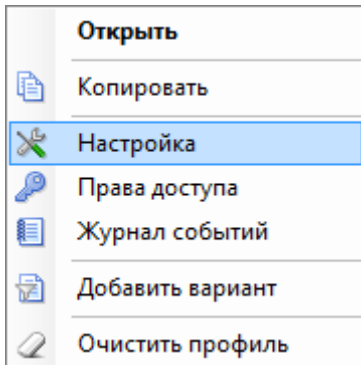 Открыть
Копировать
Настройка
Права доступа
Журнал событий
Добавить вариант
Очистить профиль